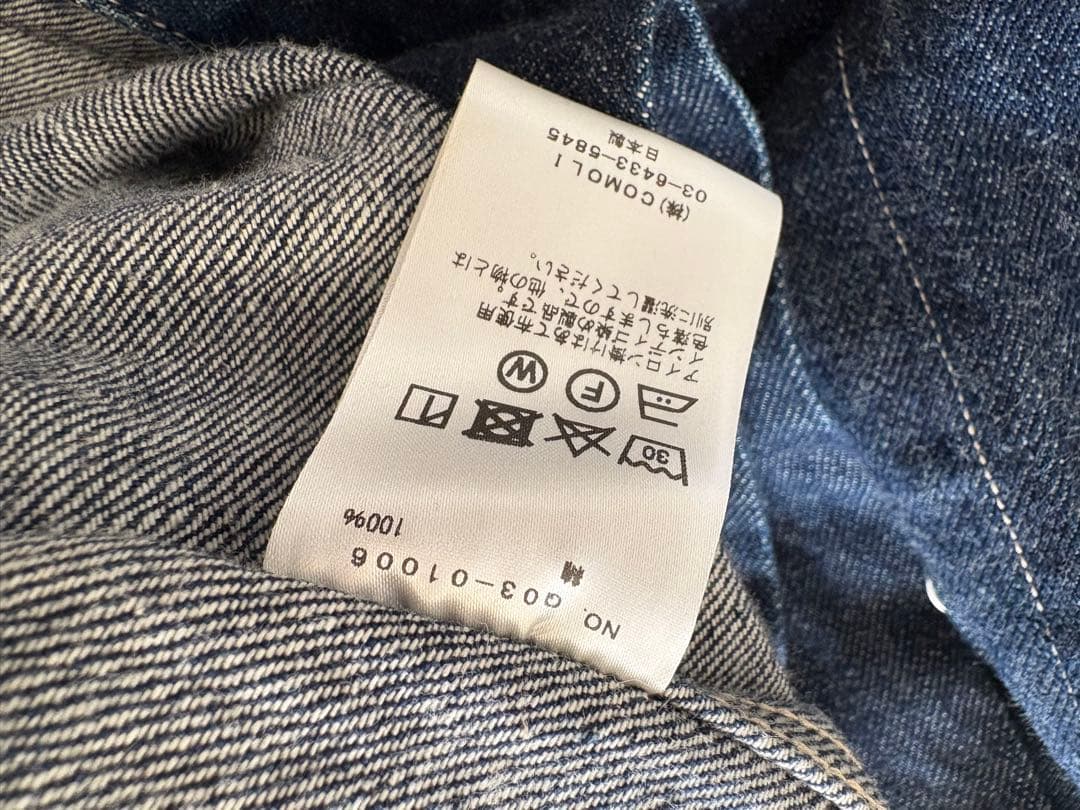 NO. G03-01006
綿 100%
30
F W
アイロン掛けはあて布使用
インディゴ染めの製品です。
色落ちしますので、他の物とは
別に洗濯してください。
(株)COMOLI
03-6433-5845
日本製